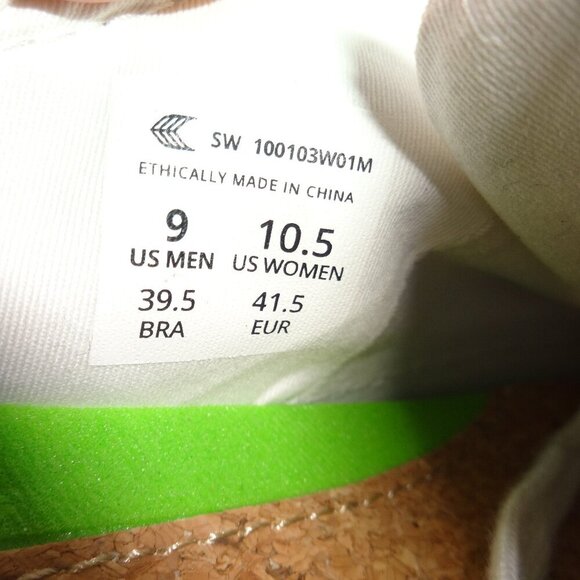 SW 100103W01M
ETHICALLY MADE IN CHINA
9 10.5
US MEN US WOMEN
39.5 41.5
BRA EUR